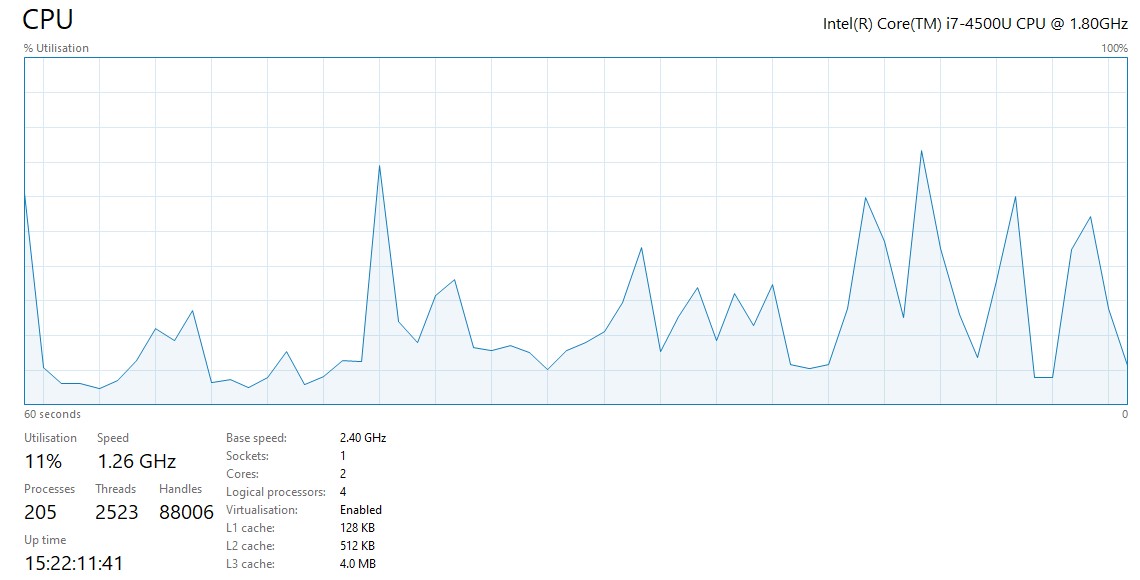 CPU Intel(R) Core(TM) i7-4500U CPU @ 1.80GHz
% Utilisation 100%
60 seconds 0
Utilisation Speed
11% 1.26 GHz
Processes Threads Handles
205 2523 88006
Up time
15:22:11:41
Base speed: 2.40 GHz
Sockets: 1
Cores: 2
Logical processors: 4
Virtualisation: Enabled
L1 cache: 128 KB
L2 cache: 512 KB
L3 cache: 4.0 MB